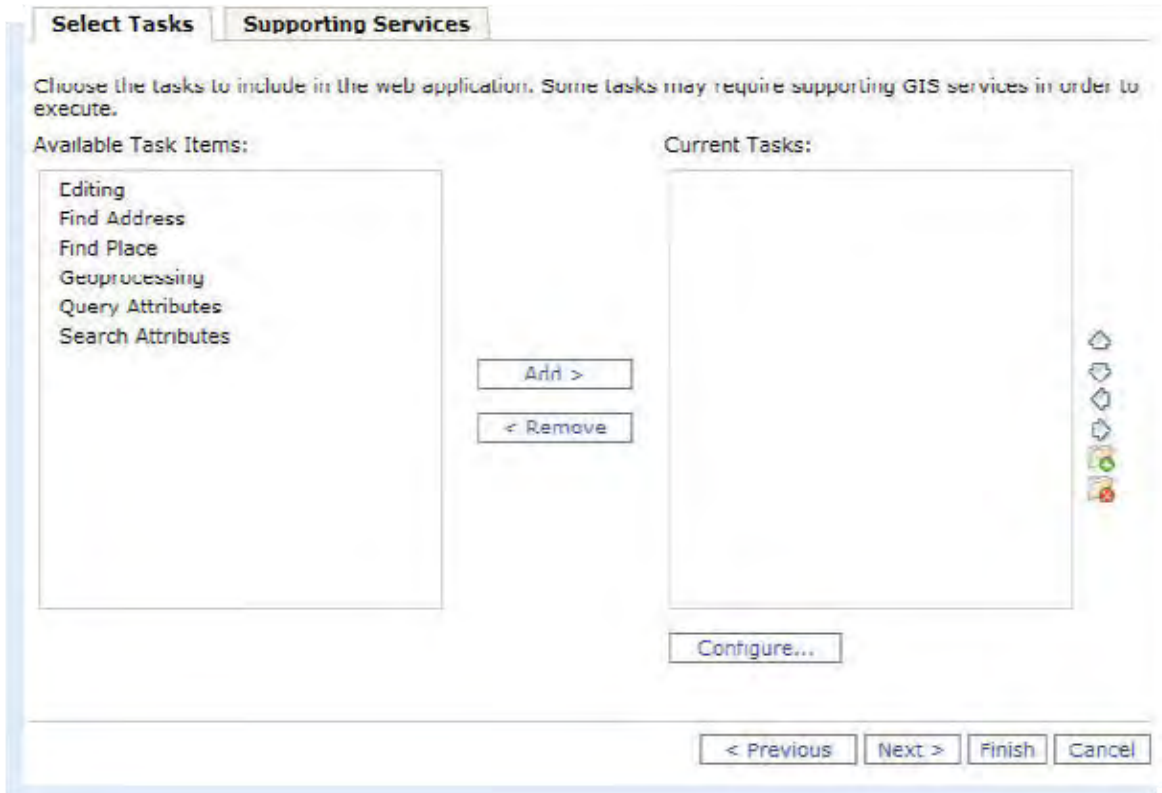 Select Tasks Supporting Services
Choose the tasks to include in the web application. Some tasks may require supporting GIS services in order to
execute.
Available Task Items: Current Tasks:
Editing
Find Address
Find Place
Geoprocessing
Query Attributes
Search Attributes
Add >
< Remove
Configure...
< Previous Next > Finish Cancel